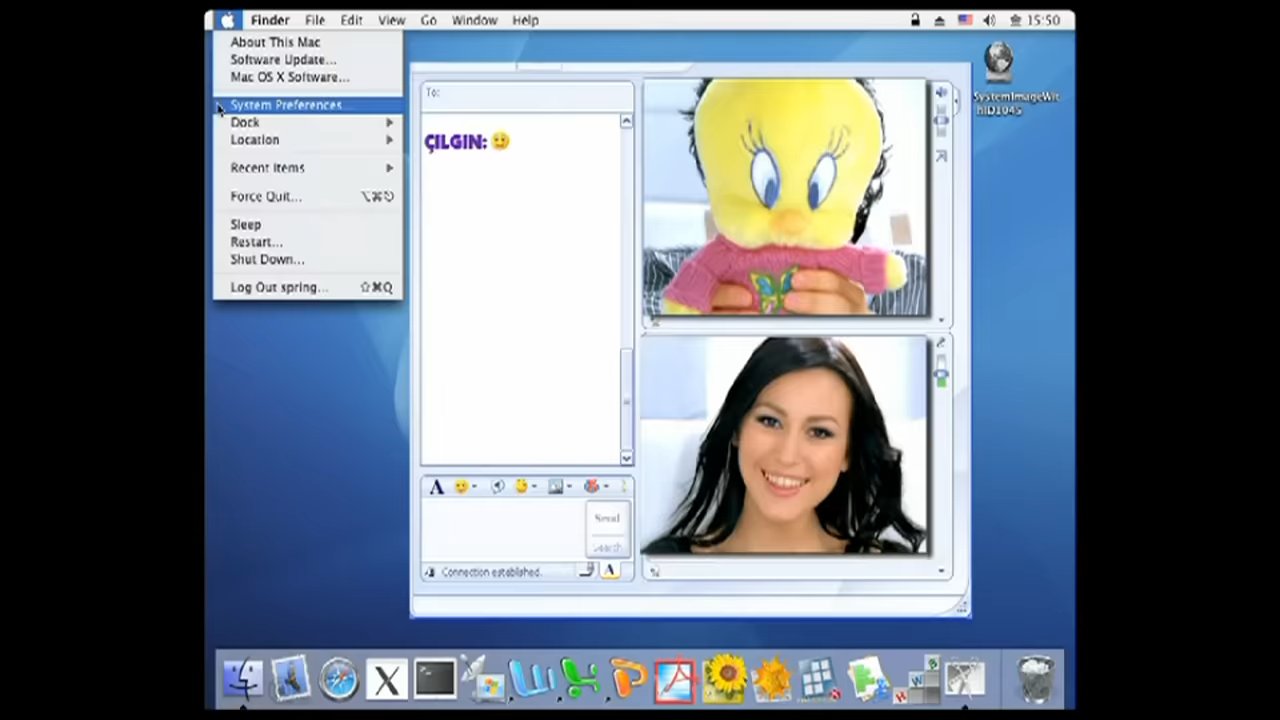 Finder File Edit View Go Window Help 15:50
About This Mac
Software Update...
Mac OS X Software...
System Preferences...
Dock
Location
Recent Items
Force Quit... ⌥⌘⎋
Sleep
Restart...
Shut Down...
Log Out spring... ⇧⌘Q
SystemImageWit
hID1045
To:
ÇILGIN:
A
Send
Search
Connection established.
A
X